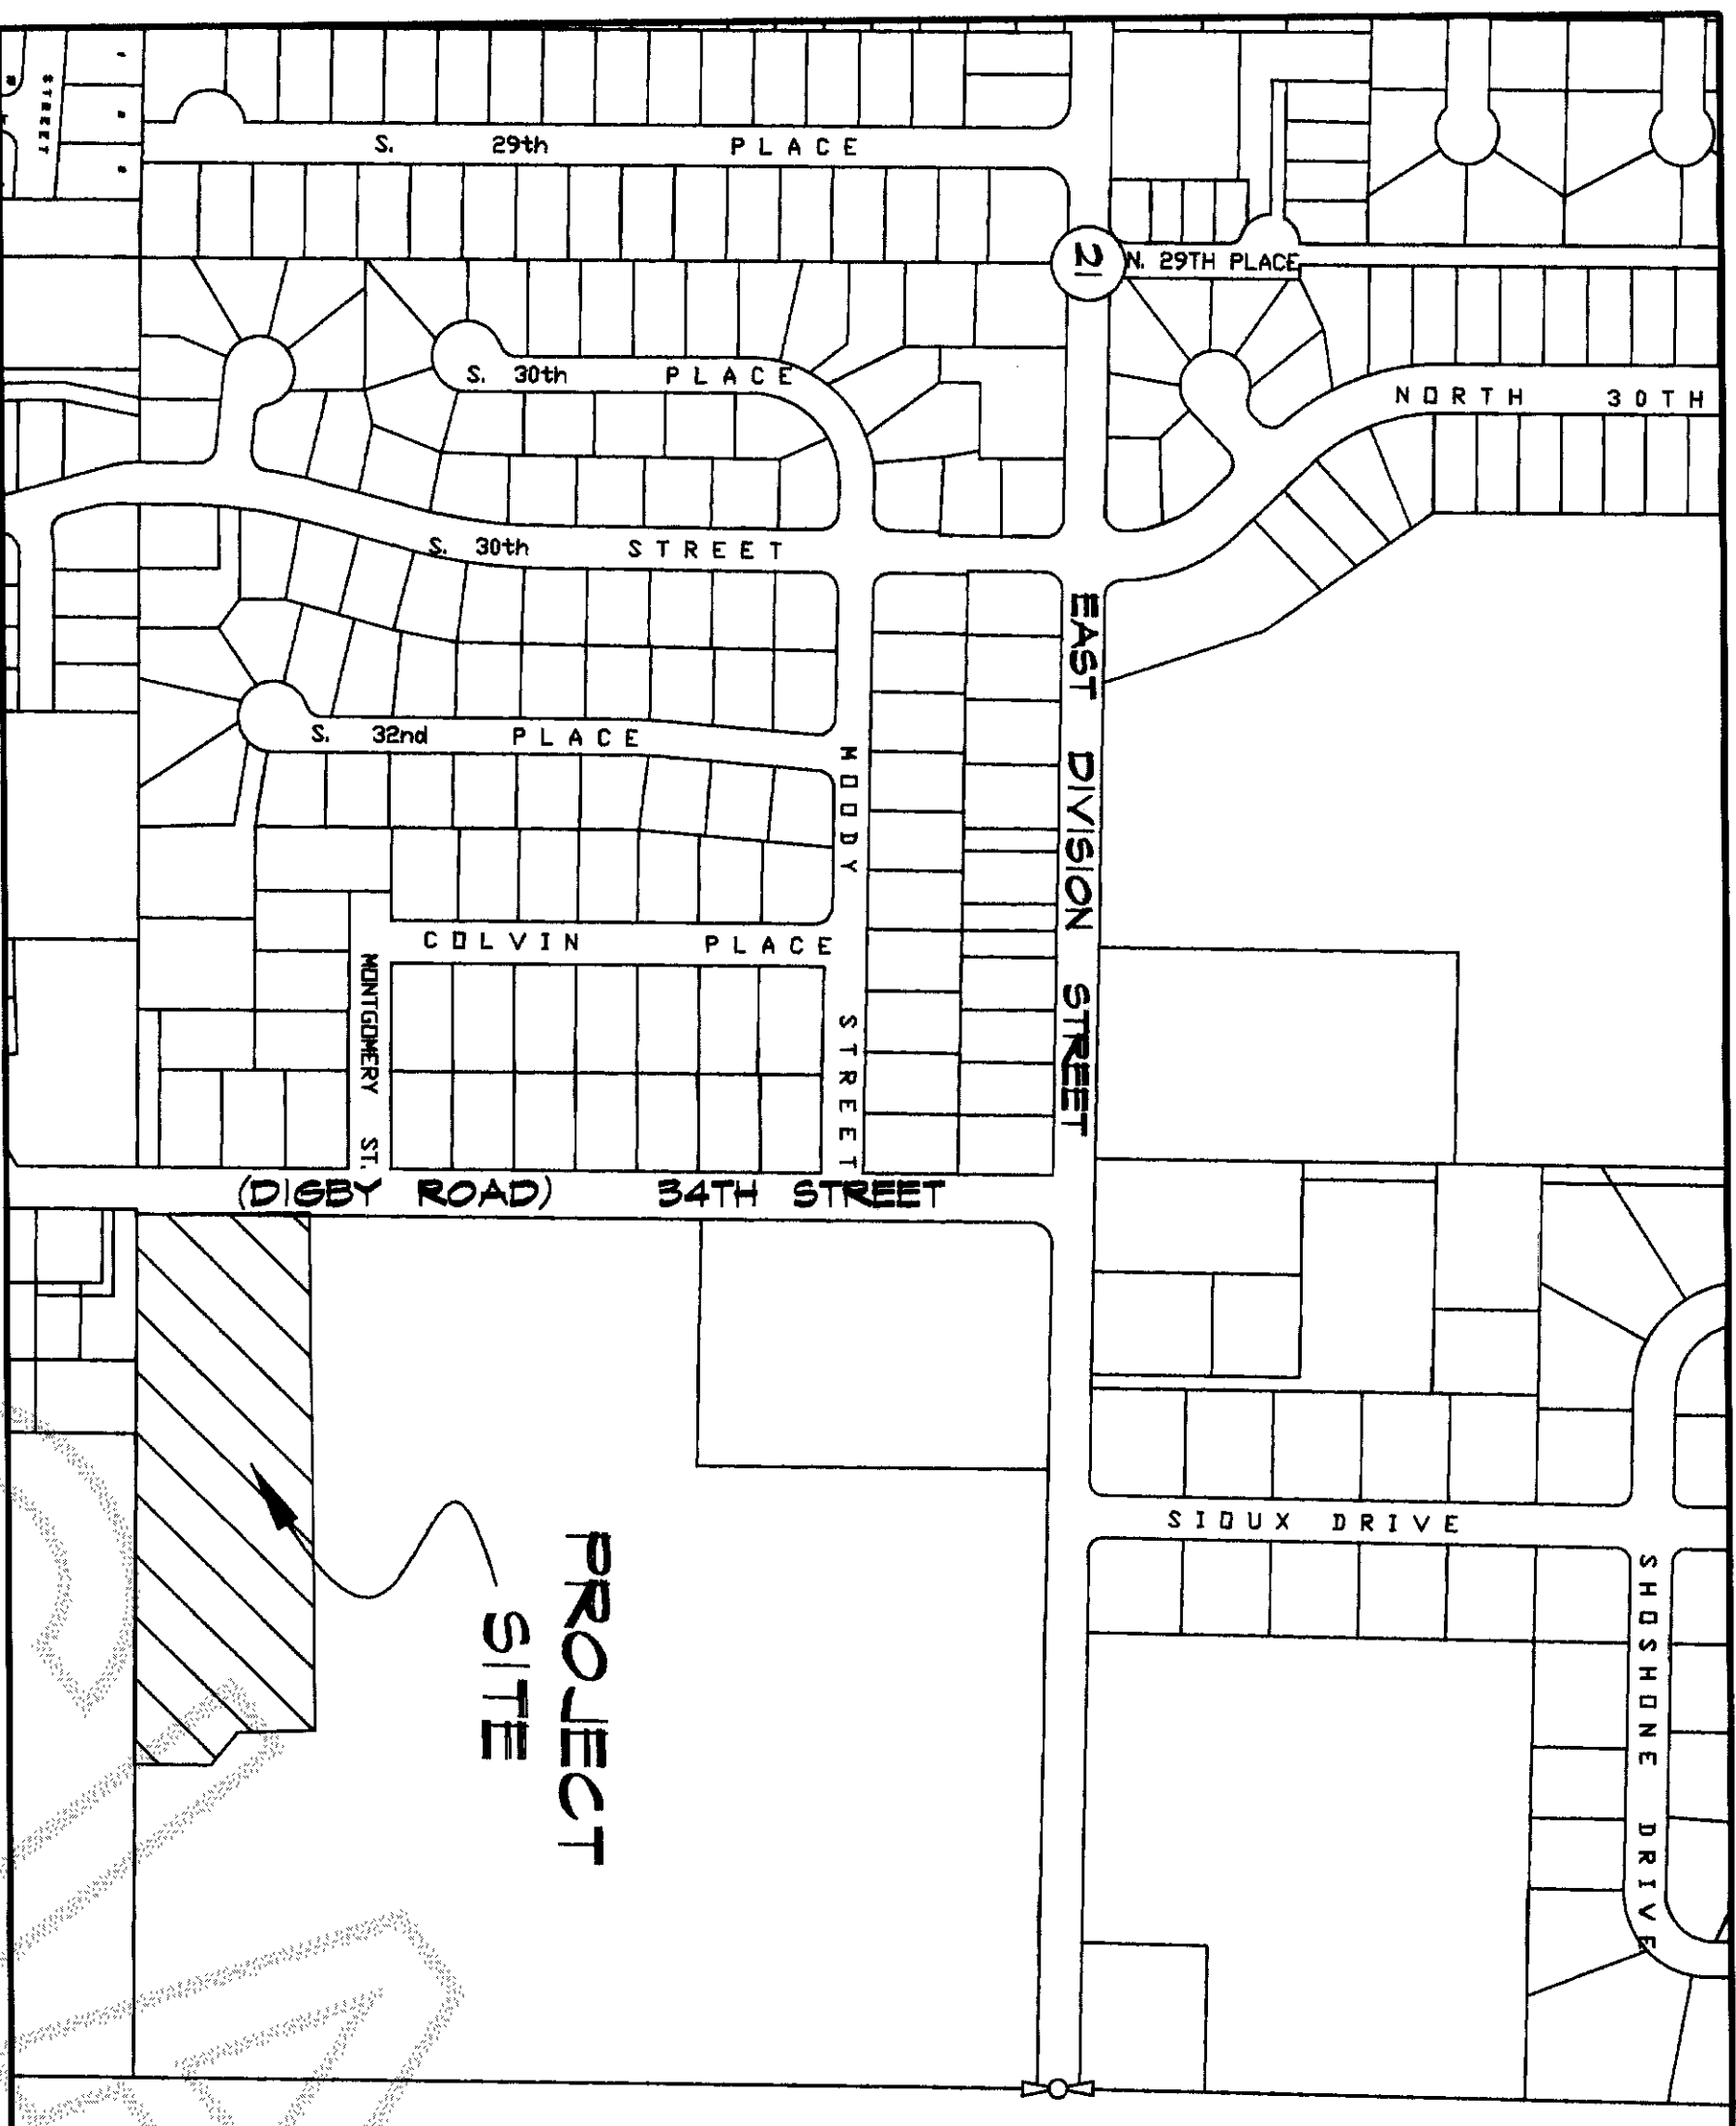 STREET
S. 29th PLACE
21
N. 29TH PLACE
S. 30th PLACE
NORTH 30TH
S. 30th STREET
EAST DIVISION STREET
S. 32nd PLACE
MOODY STREET
COLVIN PLACE
MONTGOMERY ST.
(DIGBY ROAD) 34TH STREET
SIOUX DRIVE
SHOSHONE DRIVE
PROJECT
SITE